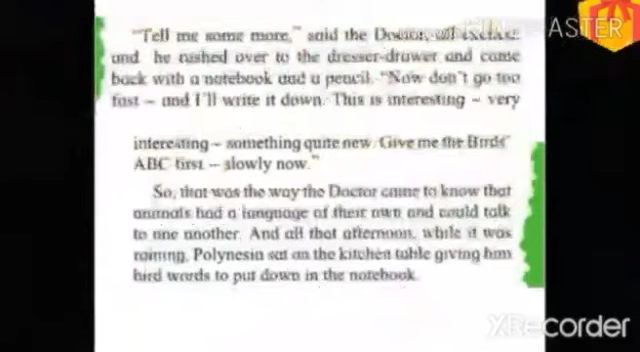 ASTER
"Tell me some more," said the Doctor, all excited
and he rushed over to the dresser-drawer and came
back with a notebook and a pencil. "Now don't go too
fast – and I'll write it down. This is interesting – very
interesting – something quite new. Give me the Birds'
ABC first – slowly now."
So, that was the way the Doctor came to know that
animals had a language of their own and could talk
to one another. And all that afternoon, while it was
raining, Polynesia sat on the kitchen table giving him
bird words to put down in the notebook.
XRecorder